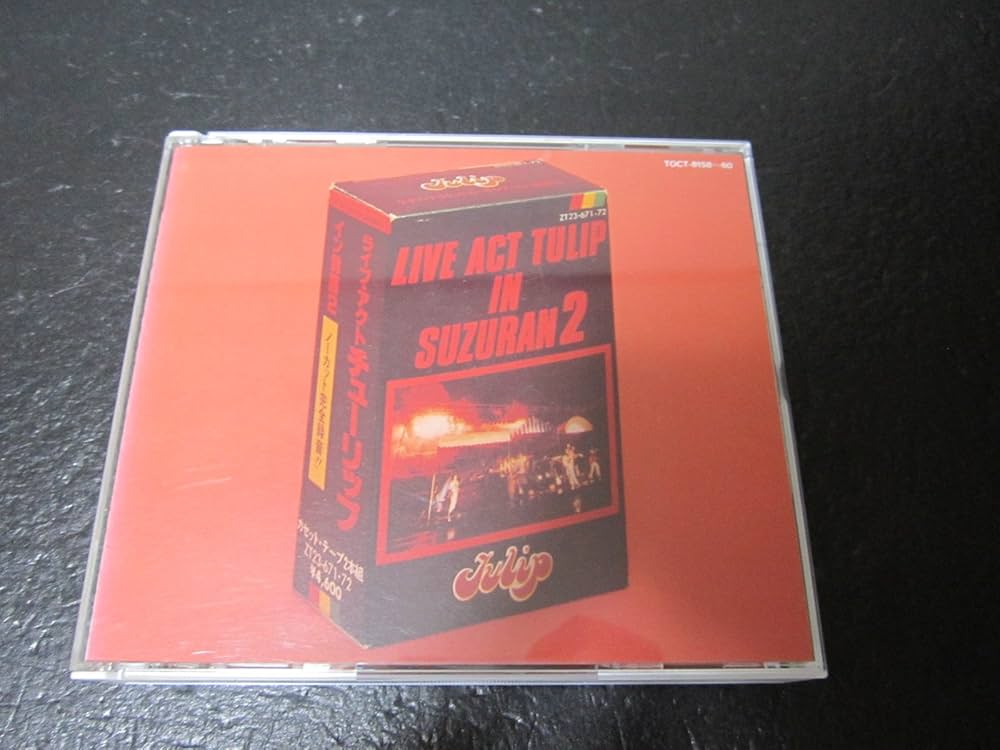 TOCT-8158~60
Tulip
ZT23-671·72
LIVE ACT TULIP
IN
SUZURAN 2
Tulip
ライブアクト・チューリップ
ノーカット完全録音!!
カセット・テープ2本組
ZT23-671·72
¥4,600